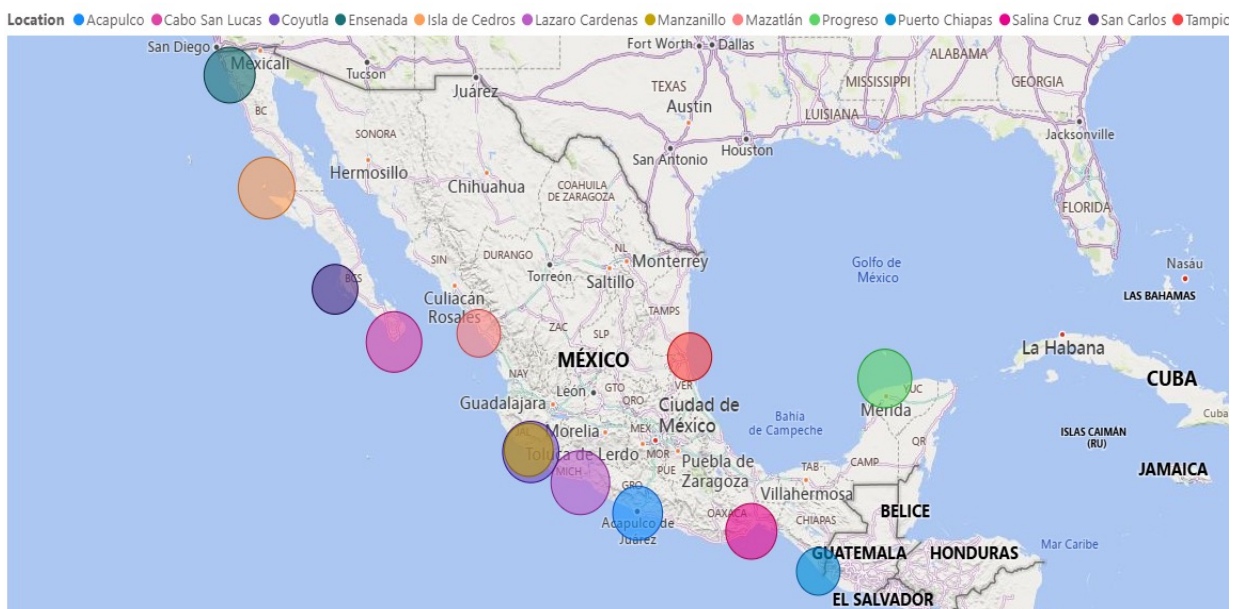 Location Acapulco Cabo San Lucas Coyutla Ensenada Isla de Cedros Lazaro Cardenas Manzanillo Mazatlán Progreso Puerto Chiapas Salina Cruz San Carlos Tampic
San Diego
Mexicali
Tucson
Juárez
Fort Worth
Dallas
TEXAS
Austin
San Antonio
Houston
LUISIANA
MISSISSIPPI
ALABAMA
GEORGIA
Jacksonville
FLORIDA
BC
SONORA
Hermosillo
Chihuahua
COAHUILA
DE ZARAGOZA
NL
Monterrey
Saltillo
DURANGO
Torreón
SIN
Culiacán
Rosales
BCS
ZAC
SLP
TAMPS
MÉXICO
NAY
León
GTO
QRO
VER
Guadalajara
JAL
Morelia
MEX
Ciudad de
México
Toluca de Lerdo
MOR
MICH
PUE
Puebla de
Zaragoza
GRO
Acapulco de
Juárez
OAXACA
TAB
Villahermosa
CHIAPAS
CAMP
Mérida
YUC
QR
Golfo de
México
Bahía
de Campeche
Nasáu
LAS BAHAMAS
La Habana
CUBA
Cuba
ISLAS CAIMÁN
(RU)
JAMAICA
BELICE
GUATEMALA
HONDURAS
Mar Caribe
EL SALVADOR